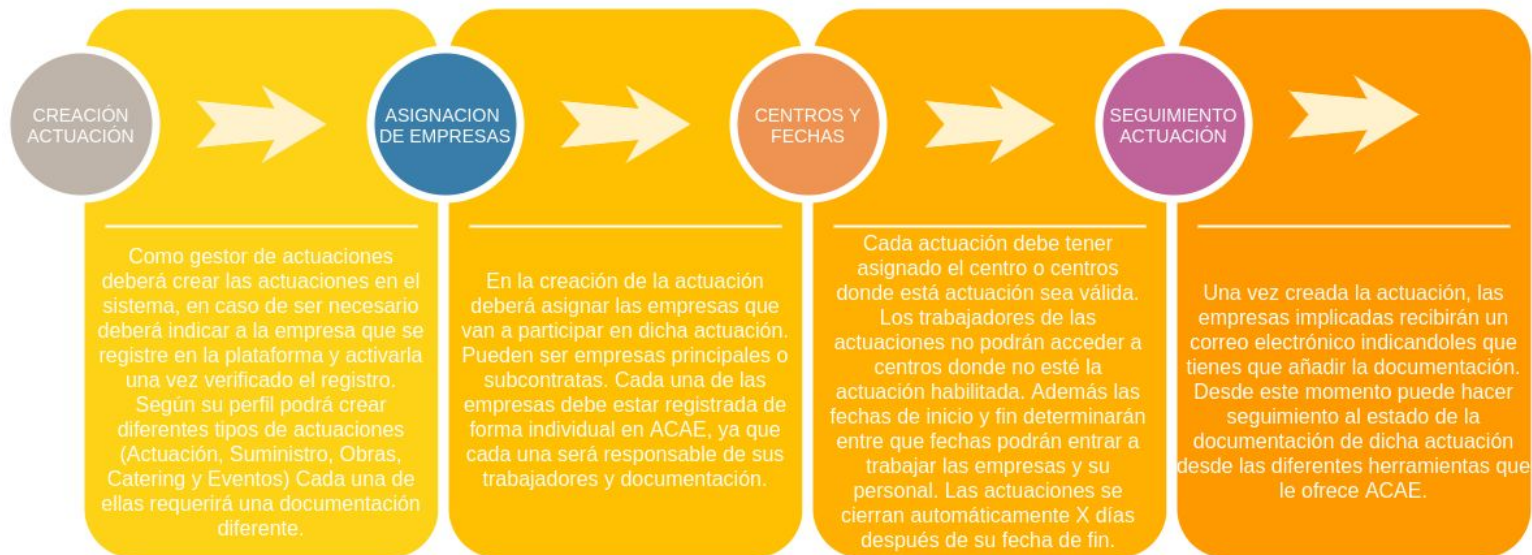 CREACIÓN
ACTUACIÓN
Como gestor de actuaciones
deberá crear las actuaciones en el
sistema, en caso de ser necesario
deberá indicar a la empresa que se
registre en la plataforma y activarla
una vez verificado el registro.
Según su perfil podrá crear
diferentes tipos de actuaciones
(Actuación, Suministro, Obras,
Catering y Eventos) Cada una de
ellas requerirá una documentación
diferente.
ASIGNACION
DE EMPRESAS
En la creación de la actuación
deberá asignar las empresas que
van a participar en dicha actuación.
Pueden ser empresas principales o
subcontratas. Cada una de las
empresas debe estar registrada de
forma individual en ACAE, ya que
cada una será responsable de sus
trabajadores y documentación.
CENTROS Y
FECHAS
Cada actuación debe tener
asignado el centro o centros
donde está actuación sea válida.
Los trabajadores de las
actuaciones no podrán acceder a
centros donde no esté la
actuación habilitada. Además las
fechas de inicio y fin determinarán
entre que fechas podrán entrar a
trabajar las empresas y su
personal. Las actuaciones se
cierran automáticamente X días
después de su fecha de fin.
SEGUIMIENTO
ACTUACIÓN
Una vez creada la actuación, las
empresas implicadas recibirán un
correo electrónico indicandoles que
tienes que añadir la documentación.
Desde este momento puede hacer
seguimiento al estado de la
documentación de dicha actuación
desde las diferentes herramientas que
le ofrece ACAE.